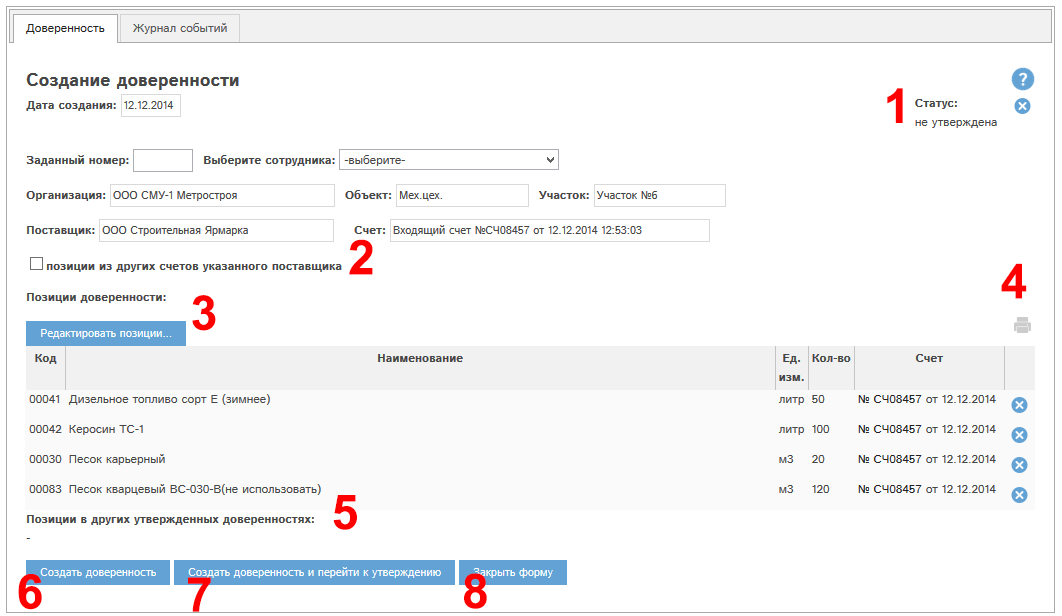 Доверенность Журнал событий
Создание доверенности ?
Дата создания: 12.12.2014 1 Статус:
не утверждена
Заданный номер: Выберите сотрудника: -выберите-
Организация: ООО СМУ-1 Метростроя Объект: Мех.цех. Участок: Участок №6
Поставщик: ООО Строительная Ярмарка Счет: Входящий счет №СЧ08457 от 12.12.2014 12:53:03
позиции из других счетов указанного поставщика 2
Позиции доверенности: 4
Редактировать позиции... 3
Код Наименование Ед. изм. Кол-во Счет
00041 Дизельное топливо сорт Е (зимнее) литр 50 № СЧ08457 от 12.12.2014
00042 Керосин ТС-1 литр 100 № СЧ08457 от 12.12.2014
00030 Песок карьерный м3 20 № СЧ08457 от 12.12.2014
00083 Песок кварцевый ВС-030-В(не использовать) м3 120 № СЧ08457 от 12.12.2014
Позиции в других утвержденных доверенностях: 5
-
Создать доверенность Создать доверенность и перейти к утверждению Закрыть форму
6 7 8